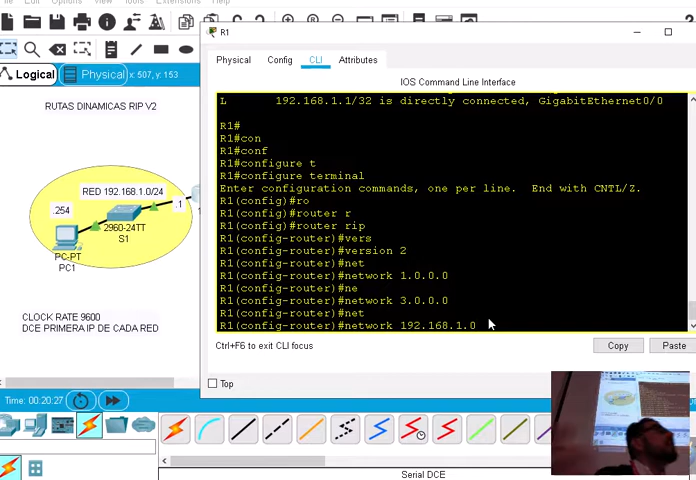 File Edit Options View Tools Extensions Help
R1
Logical
Physical x: 507, y: 153
Physical Config CLI Attributes
IOS Command Line Interface
RUTAS DINAMICAS RIP V2
RED 192.168.1.0/24
.254
.1
2960-24TT
S1
PC-PT
PC1
CLOCK RATE 9600
DCE PRIMERA IP DE CADA RED
L 192.168.1.1/32 is directly connected, GigabitEthernet0/0
R1#
R1#con
R1#conf
R1#configure t
R1#configure terminal
Enter configuration commands, one per line. End with CNTL/Z.
R1(config)#ro
R1(config)#router r
R1(config)#router rip
R1(config-router)#vers
R1(config-router)#version 2
R1(config-router)#net
R1(config-router)#network 1.0.0.0
R1(config-router)#ne
R1(config-router)#network 3.0.0.0
R1(config-router)#net
R1(config-router)#network 192.168.1.0
Ctrl+F6 to exit CLI focus
Copy
Paste
Top
Time: 00:20:27
Serial DCE